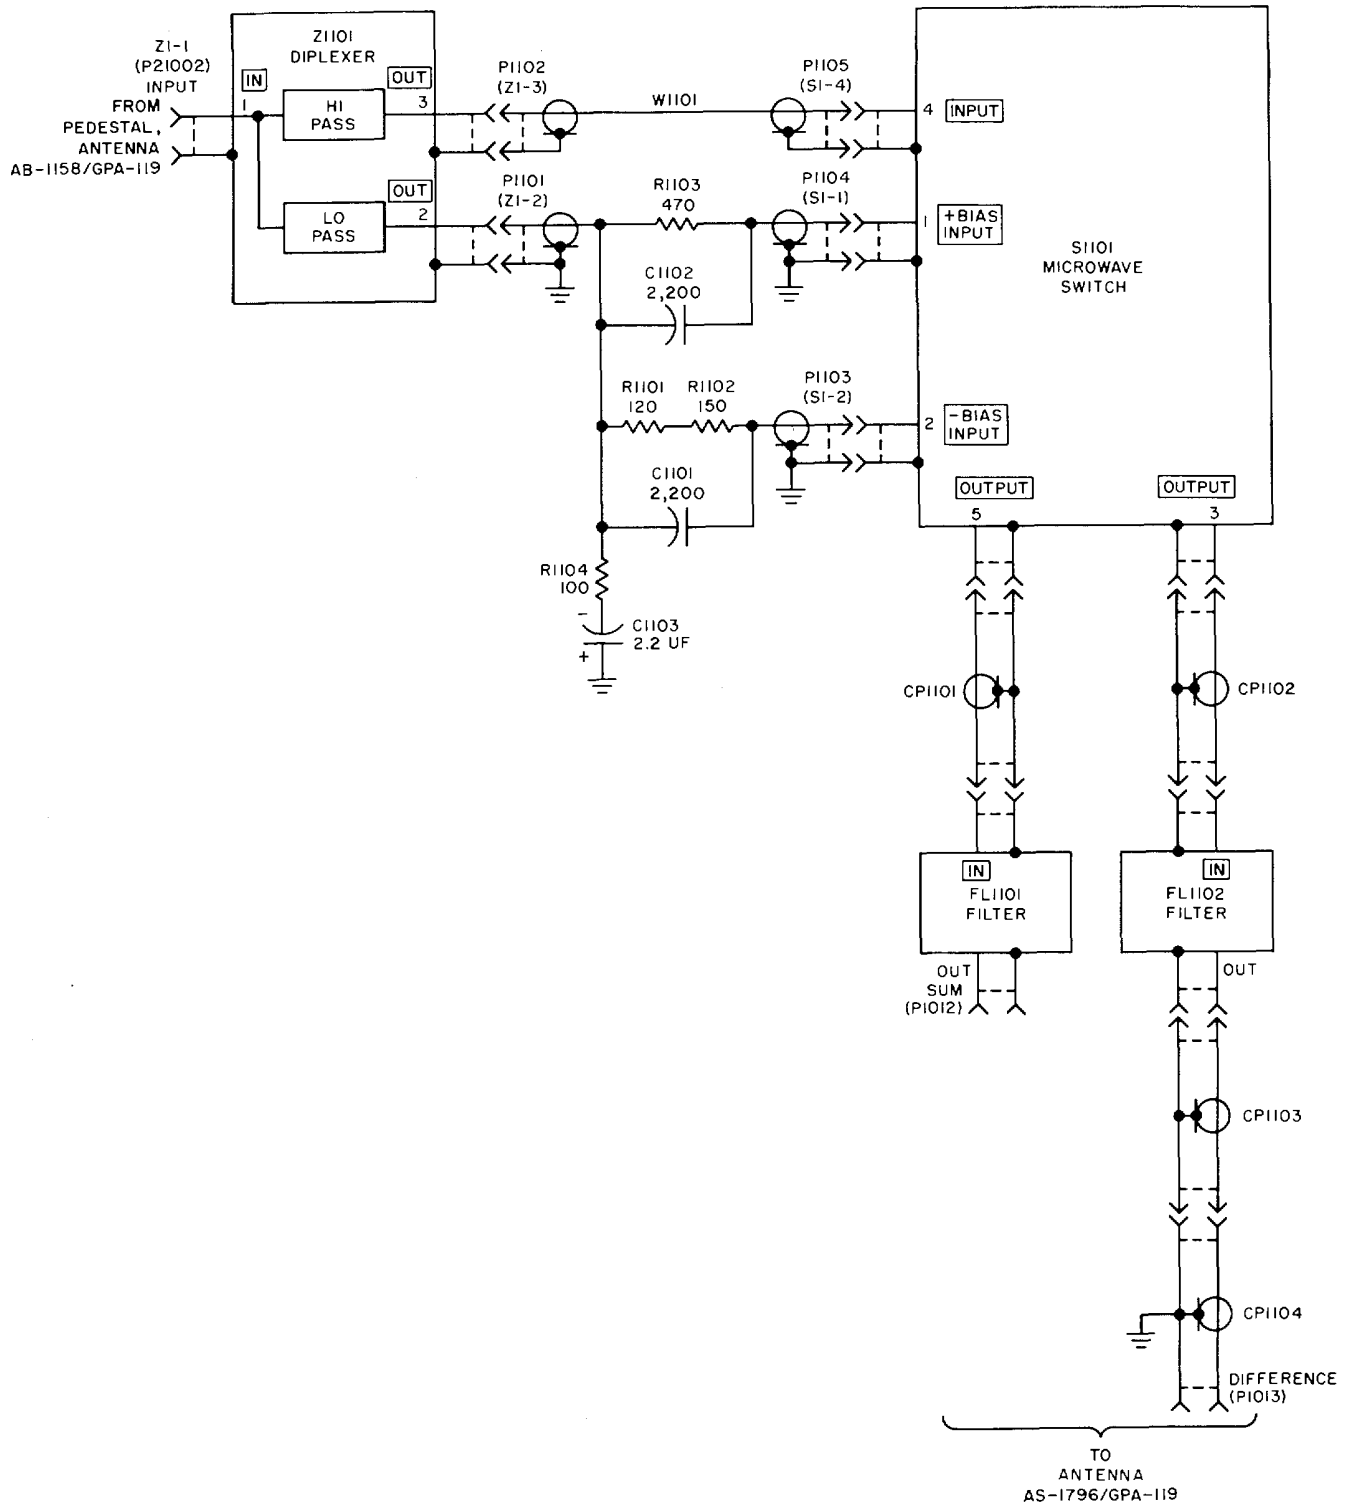 Z1-1
(P21002)
INPUT
FROM
PEDESTAL,
ANTENNA
AB-1158/GPA-119
Z1101
DIPLEXER
IN
1
HI
PASS
OUT
3
LO
PASS
OUT
2
P1102
(Z1-3)
W1101
P1105
(S1-4)
4 INPUT
P1101
(Z1-2)
R1103
470
P1104
(S1-1)
1 +BIAS
INPUT
C1102
2,200
S1101
MICROWAVE
SWITCH
R1101
120
R1102
150
P1103
(S1-2)
2 -BIAS
INPUT
C1101
2,200
OUTPUT
5
OUTPUT
3
R1104
100
-
+
C1103
2.2 UF
CP1101
CP1102
IN
FL1101
FILTER
IN
FL1102
FILTER
OUT
SUM
(P1012)
OUT
CP1103
CP1104
DIFFERENCE
(P1013)
TO
ANTENNA
AS-1796/GPA-119